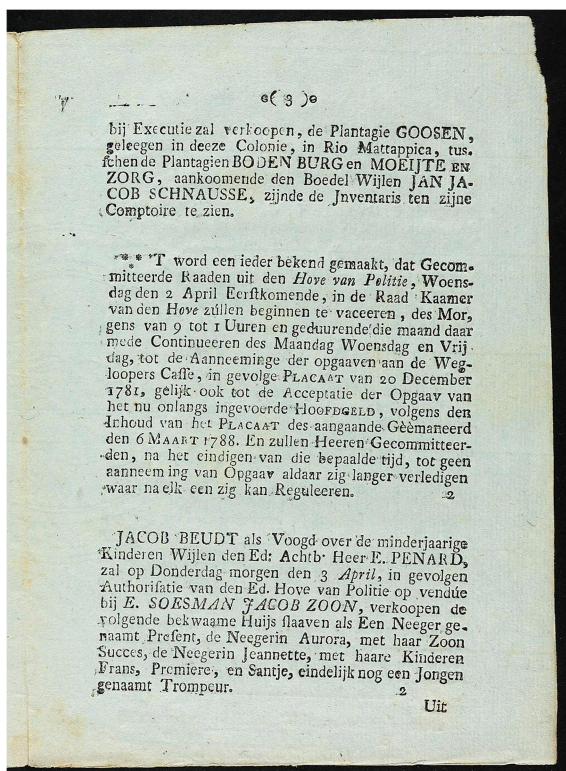 ( 3 )
bij Executie zal verkoopen, de Plantagie GOOSEN,
geleegen in deeze Colonie, in Rio Mattappica, tus-
schen de Plantagien BODEN BURG en MOEIJTE EN
ZORG, aankoomende den Boedel Wijlen JAN JA-
COB SCHNAUSSE, zijnde de Jnventaris ten zijne
Comptoire te zien.
*** 'T word een ieder bekend gemaakt, dat Gecom-
mitteerde Raaden uit den Hove van Politie, Woens-
dag den 2 April Eerstkomende, in de Raad Kaamer
van den Hove zullen beginnen te vaceeren, des Mor,
gens van 9 tot 1 Uuren en geduurende die maand daar
mede Continueeren des Maandag Woensdag en Vrij
dag, tot de Aanneeminge der opgaaven aan de Weg-
loopers Casse, in gevolge PLACAAT van 20 December
1781, gelijk ook tot de Acceptatie der Opgaav van
het nu onlangs ingevoerde HOOFDGELD, volgens den
Inhoud van het PLACAAT des aangaande Gëëmaneerd
den 6 MAART 1788. En zullen Heeren Gecommitteer-
den, na het eindigen van die bepaalde tijd, tot geen
aanneeming van Opgaav aldaar zig langer verledigen
waar na elk een zig kan Reguleeren. 2
JACOB BEUDT als Voogd over de minderjaarige
Kinderen Wijlen den Ed: Achtb. Heer E. PENARD,
zal op Donderdag morgen den 3 April, in gevolgen
Authorisatie van den Ed. Hove van Politie op vendúe
bij E. SOESMAN JACOB ZOON, verkoopen de
volgende bekwaame Huijs slaaven als Een Neeger ge-
naamt Present, de Neegerin Aurora, met haar Zoon
Succes, de Neegerin Jeannette, met haare Kinderen
Frans, Premiere, en Santje, eindelijk nog een Jongen
genaamt Trompeur. 2
Uit